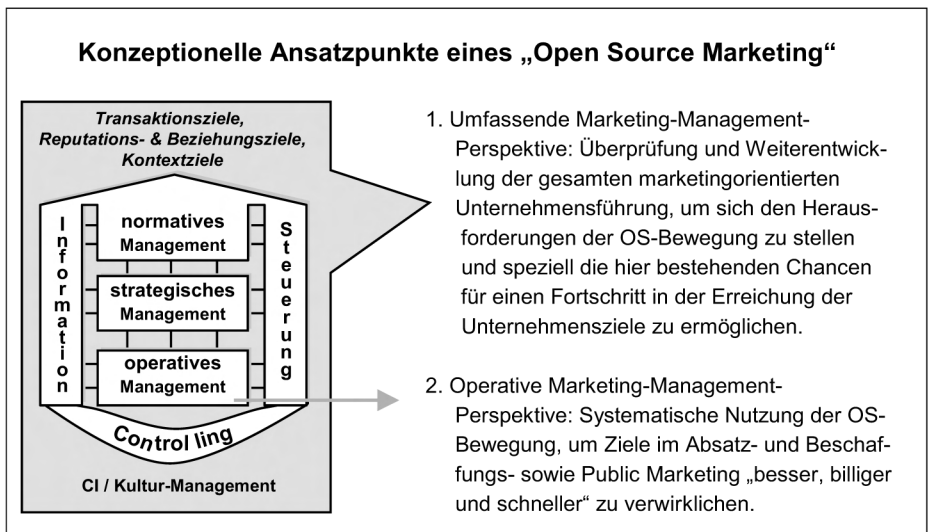 Konzeptionelle Ansatzpunkte eines „Open Source Marketing“
Transaktionsziele,
Reputations- & Beziehungsziele,
Kontextziele
Information
normatives
Management
strategisches
Management
operatives
Management
Steuerung
Control ling
CI / Kultur-Management
1. Umfassende Marketing-Management-
Perspektive: Überprüfung und Weiterentwick-
lung der gesamten marketingorientierten
Unternehmensführung, um sich den Heraus-
forderungen der OS-Bewegung zu stellen
und speziell die hier bestehenden Chancen
für einen Fortschritt in der Erreichung der
Unternehmensziele zu ermöglichen.
2. Operative Marketing-Management-
Perspektive: Systematische Nutzung der OS-
Bewegung, um Ziele im Absatz- und Beschaf-
fungs- sowie Public Marketing „besser, billiger
und schneller“ zu verwirklichen.